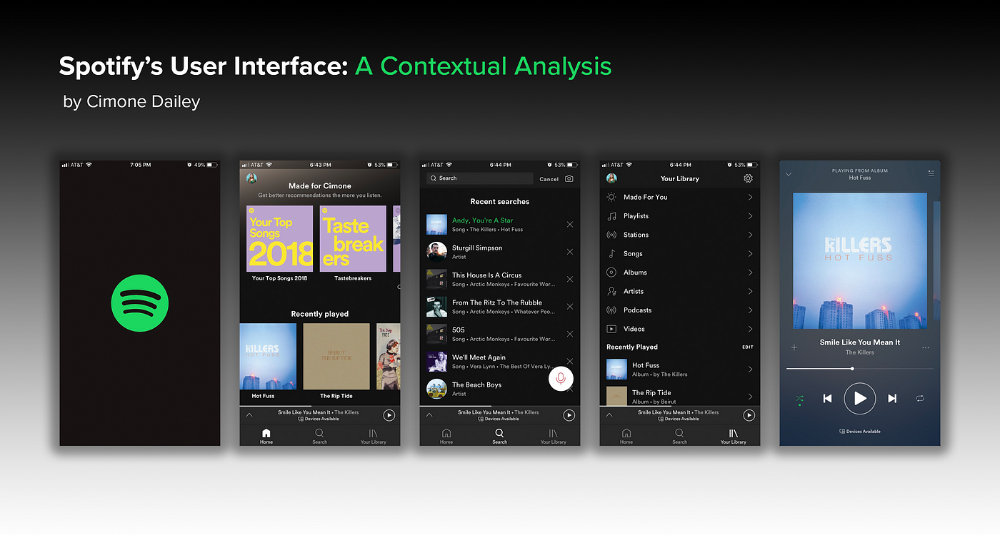 Spotify's User Interface: A Contextual Analysis
by Cimone Dailey
AT&T 7:05 PM 49%
AT&T 6:43 PM 53%
Made for Cimone
Get better recommendations the more you listen.
Your Top
Songs
2018
Taste
break
ers
Your Top Songs 2018
Tastebreakers
Recently played
THE KILLERS
HOT FUSS
BEIRUT
THE RIP TIDE
Hot Fuss
The Rip Tide
Smile Like You Mean It • The Killers
Devices Available
Home
Search
Your Library
AT&T 6:44 PM 53%
Search
Cancel
Recent searches
Andy, You're A Star
Song • The Killers • Hot Fuss
Sturgill Simpson
Artist
This House Is A Circus
Song • Arctic Monkeys • Favourite Wor...
From The Ritz To The Rubble
Song • Arctic Monkeys • Whatever Peo...
505
Song • Arctic Monkeys • Favourite Wor...
We'll Meet Again
Song • Vera Lynn • The Best Of Vera Ly...
The Beach Boys
Artist
Smile Like You Mean It • The Killers
Devices Available
Home
Search
Your Library
AT&T 6:44 PM 53%
Your Library
Made For You
Playlists
Stations
Songs
Albums
Artists
Podcasts
Videos
Recently Played
EDIT
Hot Fuss
Album • by The Killers
The Rip Tide
Album • by Beirut
Smile Like You Mean It • The Killers
Devices Available
Home
Search
Your Library
PLAYING FROM ALBUM
Hot Fuss
THE KILLERS
HOT FUSS
Smile Like You Mean It
The Killers
Devices Available